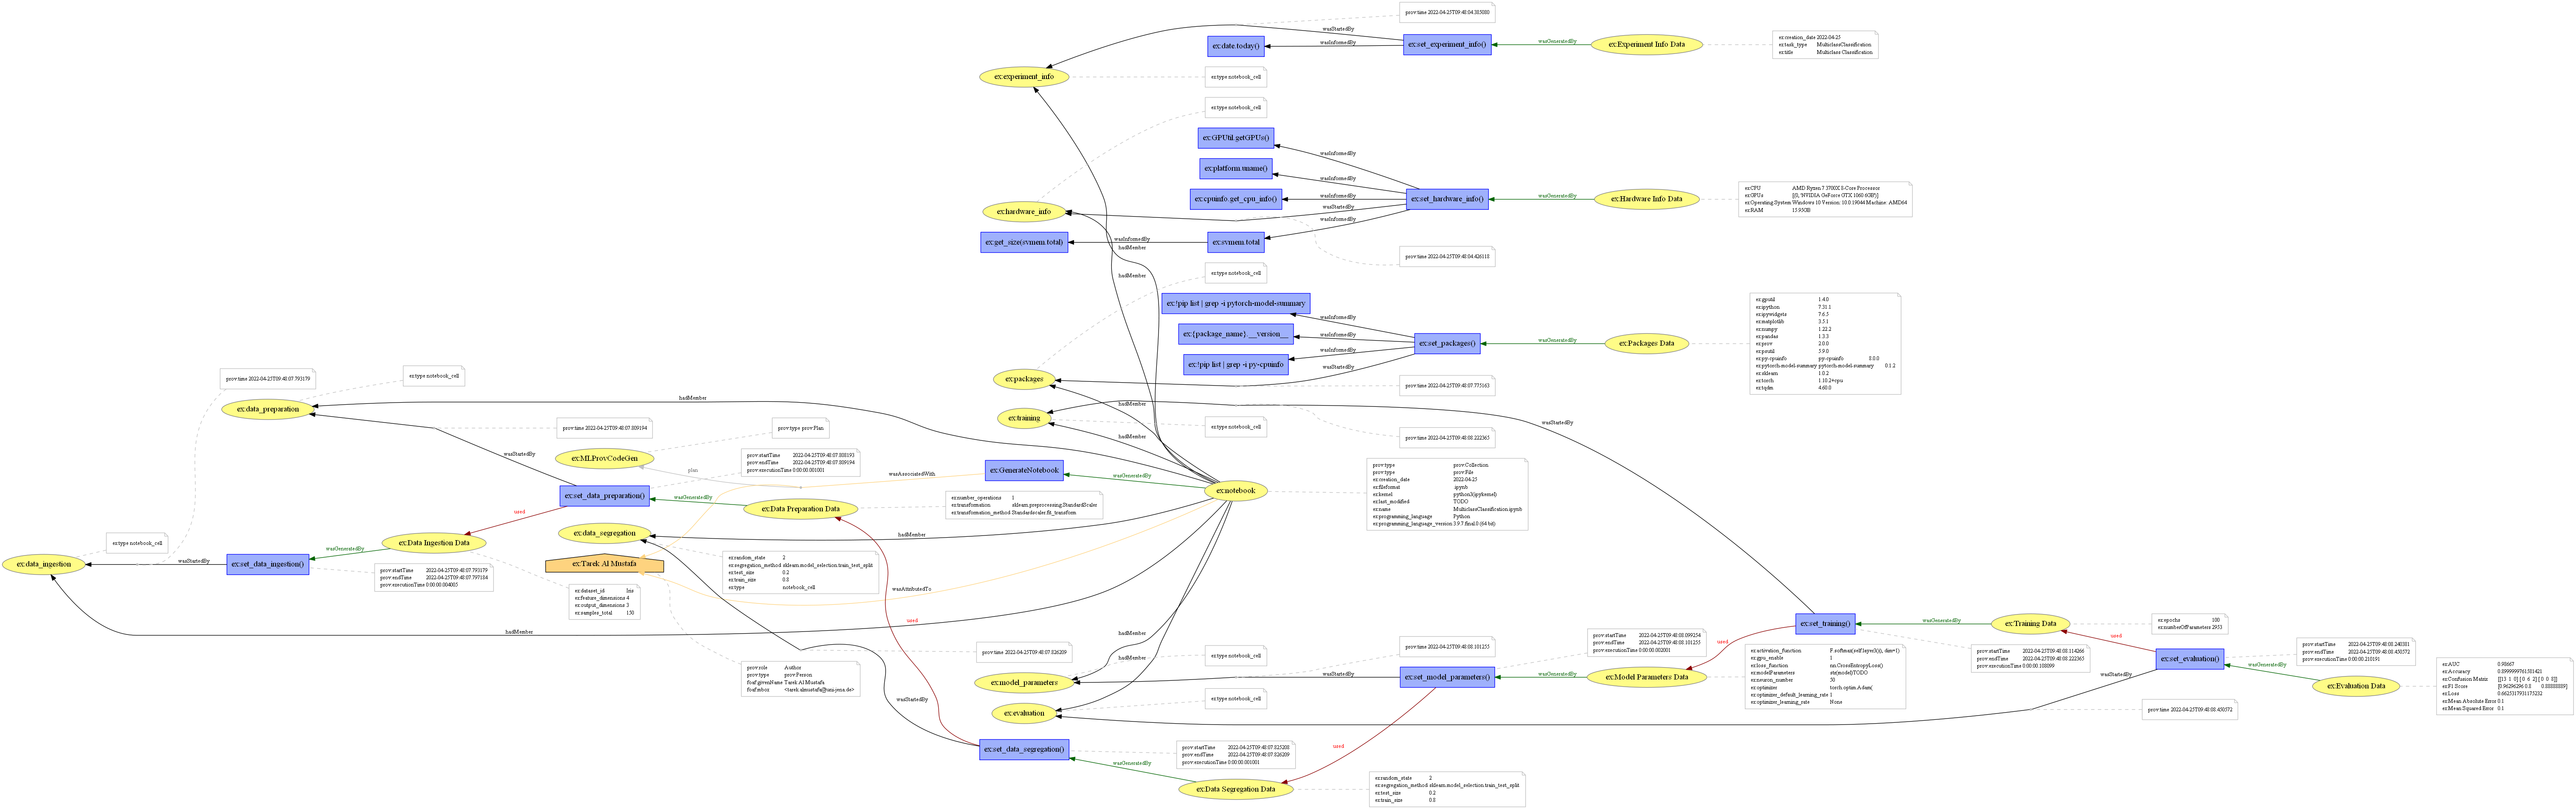 prov:time 2022-04-25T09:48:04.385080
wasStartedBy
ex:date.today()
wasInformedBy
ex:set_experiment_info()
wasGeneratedBy
ex:Experiment Info Data
ex:creation_date 2022-04-25
ex:task_type MulticlassClassification
ex:title Multiclass Classification
ex:experiment_info
ex:type notebook_cell
ex:type notebook_cell
ex:GPUtil.getGPUs()
wasInformedBy
ex:platform.uname()
wasInformedBy
ex:cpuinfo.get_cpu_info()
wasInformedBy
ex:set_hardware_info()
wasGeneratedBy
ex:Hardware Info Data
ex:CPU AMD Ryzen 7 3700X 8-Core Processor
ex:GPUs [(0, 'NVIDIA GeForce GTX 1060 6GB')]
ex:Operating System Windows 10 Version: 10.0.19044 Machine: AMD64
ex:RAM 15.95GB
ex:hardware_info
wasStartedBy
wasInformedBy
ex:get_size(svmem.total)
wasInformedBy
ex:svmem.total
hadMember
prov:time 2022-04-25T09:48:04.426118
hadMember
ex:type notebook_cell
ex:!pip list | grep -i pytorch-model-summary
wasInformedBy
ex:{package_name}.__version__
wasInformedBy
ex:!pip list | grep -i py-cpuinfo
wasInformedBy
ex:set_packages()
wasGeneratedBy
ex:Packages Data
ex:gputil 1.4.0
ex:ipython 7.31.1
ex:ipywidgets 7.6.5
ex:matplotlib 3.5.1
ex:numpy 1.22.2
ex:pandas 1.3.5
ex:prov 2.0.0
ex:psutil 5.9.0
ex:py-cpuinfo py-cpuinfo 8.0.0
ex:pytorch-model-summary pytorch-model-summary 0.1.2
ex:sklearn 1.0.2
ex:torch 1.10.2+cpu
ex:tqdm 4.60.0
wasStartedBy
ex:packages
prov:time 2022-04-25T09:48:07.775163
hadMember
prov:time 2022-04-25T09:48:07.793179
ex:type notebook_cell
ex:data_preparation
hadMember
ex:training
ex:type notebook_cell
prov:time 2022-04-25T09:48:08.222365
wasStartedBy
hadMember
prov:time 2022-04-25T09:48:07.809194
prov:type prov:Plan
ex:MLProvCodeGen
plan
wasStartedBy
prov:startTime 2022-04-25T09:48:07.808193
prov:endTime 2022-04-25T09:48:07.809194
prov:executionTime 0:00:00.001001
wasAssociatedWith
ex:GenerateNotebook
wasGeneratedBy
ex:notebook
prov:type prov:Collection
prov:type prov:File
ex:creation_date 2022-04-25
ex:fileformat .ipynb
ex:kernel python3(ipykernel)
ex:last_modified TODO
ex:name MulticlassClassification.ipynb
ex:programming_language Python
ex:programming_language_version 3.9.7.final.0 (64 bit)
ex:set_data_preparation()
wasGeneratedBy
ex:Data Preparation Data
ex:number_operations 1
ex:transformation sklearn.preprocessing.StandardScaler
ex:transformation_method Standardscaler.fit_transform
used
ex:data_segregation
hadMember
ex:type notebook_cell
ex:Data Ingestion Data
wasGeneratedBy
ex:data_ingestion
wasStartedBy
ex:set_data_ingestion()
prov:startTime 2022-04-25T09:48:07.793179
prov:endTime 2022-04-25T09:48:07.797184
prov:executionTime 0:00:00.004005
ex:Tarek Al Mustafa
ex:random_state 2
ex:segregation_method sklearn.model_selection.train_test_split
ex:test_size 0.2
ex:train_size 0.8
ex:type notebook_cell
wasAttributedTo
ex:dataset_id Iris
ex:feature_dimensions 4
ex:output_dimensions 3
ex:samples_total 150
hadMember
used
prov:time 2022-04-25T09:48:07.826209
prov:role Author
prov:type prov:Person
foaf:givenName Tarek Al Mustafa
foaf:mbox <tarek.almustafa@uni-jena.de>
hadMember
ex:type notebook_cell
prov:time 2022-04-25T09:48:08.101255
prov:startTime 2022-04-25T09:48:08.099254
prov:endTime 2022-04-25T09:48:08.101255
prov:executionTime 0:00:00.002001
ex:set_training()
wasGeneratedBy
ex:Training Data
ex:epochs 100
ex:numberOfParameters 2953
used
used
prov:startTime 2022-04-25T09:48:08.114266
prov:endTime 2022-04-25T09:48:08.222365
prov:executionTime 0:00:00.108099
prov:startTime 2022-04-25T09:48:08.240381
prov:endTime 2022-04-25T09:48:08.450572
prov:executionTime 0:00:00.210191
ex:set_evaluation()
wasGeneratedBy
ex:model_parameters
ex:set_model_parameters()
wasGeneratedBy
ex:Model Parameters Data
ex:activation_function F.softmax(self.layer3(x), dim=1)
ex:gpu_enable 1
ex:loss_function nn.CrossEntropyLoss()
ex:modelParameters str(model)TODO
ex:neuron_number 50
ex:optimizer torch.optim.Adam(
ex:optimizer_default_learning_rate 1
ex:optimizer_learning_rate None
wasStartedBy
ex:Evaluation Data
ex:AUC 0.98667
ex:Accuracy 0.8999999761581421
ex:Confusion Matrix [[13 1 0] [ 0 6 2] [ 0 0 8]]
ex:F1 Score [0.96296296 0.8 0.88888889]
ex:Loss 0.6625317931175232
ex:Mean Absolute Error 0.1
ex:Mean Squared Error 0.1
wasStartedBy
hadMember
ex:type notebook_cell
ex:evaluation
prov:time 2022-04-25T09:48:08.450572
ex:set_data_segregation()
prov:startTime 2022-04-25T09:48:07.825208
prov:endTime 2022-04-25T09:48:07.826209
prov:executionTime 0:00:00.001001
used
wasGeneratedBy
ex:Data Segregation Data
ex:random_state 2
ex:segregation_method sklearn.model_selection.train_test_split
ex:test_size 0.2
ex:train_size 0.8